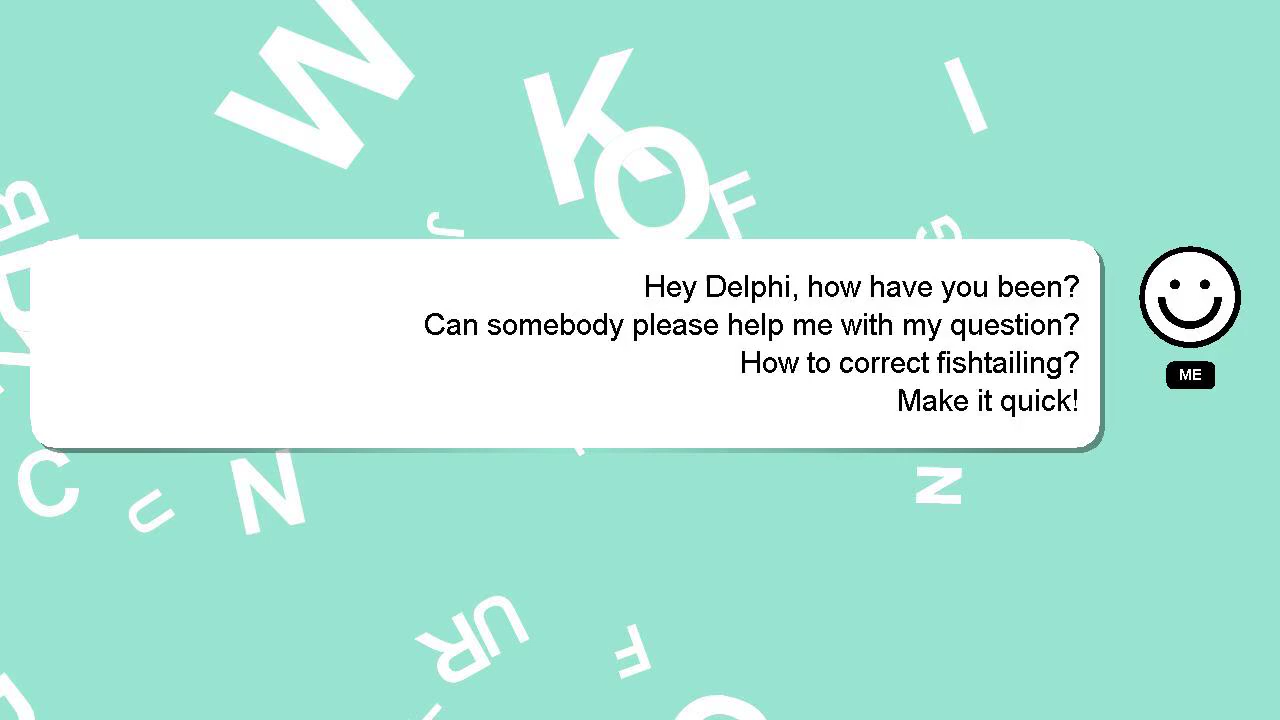 Hey Delphi, how have you been?
Can somebody please help me with my question?
How to correct fishtailing?
Make it quick!
ME
W
K
O
F
I
J
G
B
C
U
N
N
U
R
F